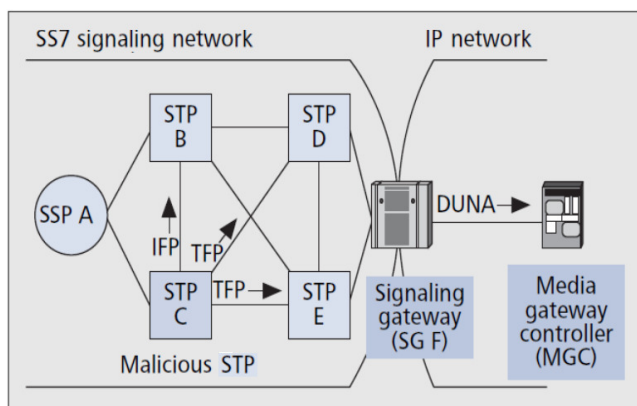 SS7 signaling network
IP network
STP
B
STP
D
SSP A
DUNA
IFP
TFP
STP
C
TFP
STP
E
Signaling
gateway
(SG F)
Media
gateway
controller
(MGC)
Malicious STP